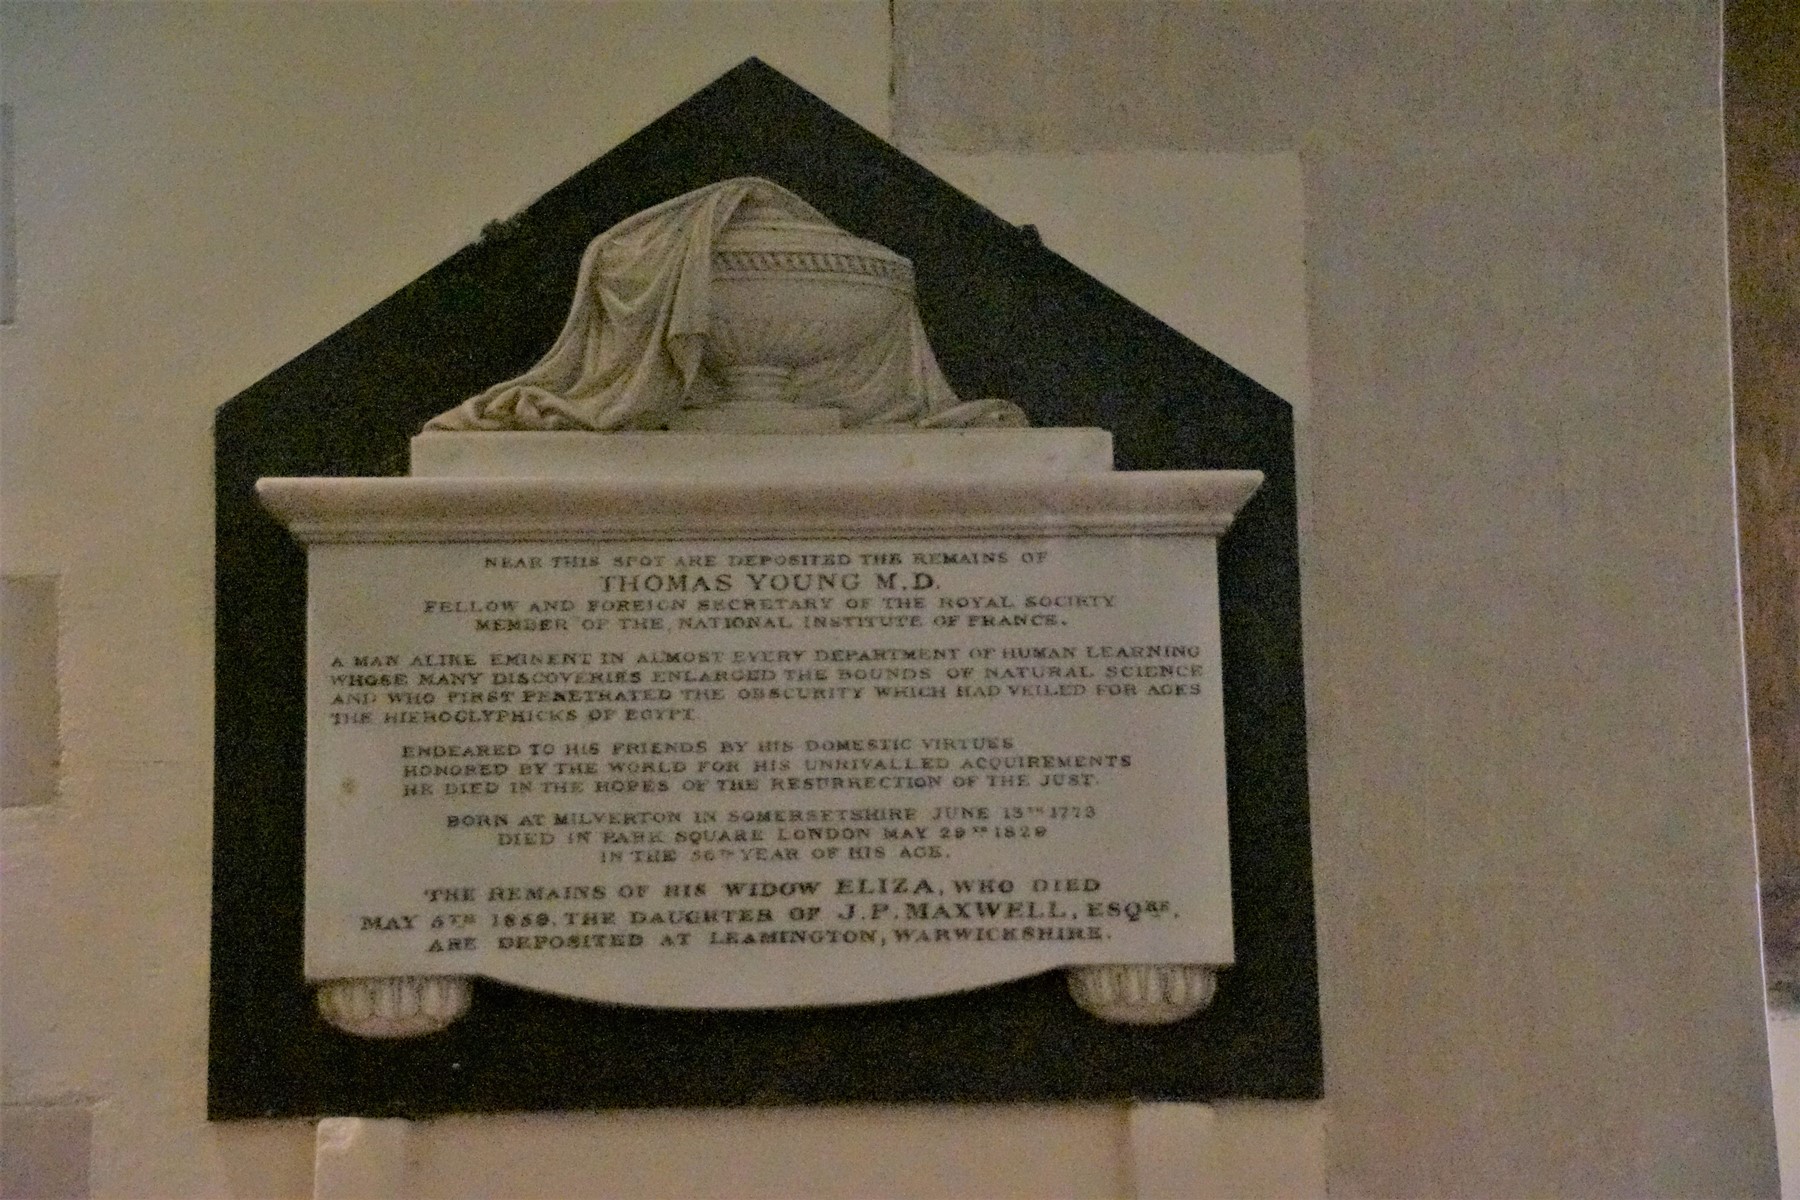 NEAR THIS SPOT ARE DEPOSITED THE REMAINS OF
THOMAS YOUNG M.D.
FELLOW AND FOREIGN SECRETARY OF THE ROYAL SOCIETY
MEMBER OF THE NATIONAL INSTITUTE OF FRANCE.
A MAN ALIKE EMINENT IN ALMOST EVERY DEPARTMENT OF HUMAN LEARNING
WHOSE MANY DISCOVERIES ENLARGED THE BOUNDS OF NATURAL SCIENCE
AND WHO FIRST PENETRATED THE OBSCURITY WHICH HAD VEILED FOR AGES
THE HIEROGLYPHICKS OF EGYPT.
ENDEARED TO HIS FRIENDS BY HIS DOMESTIC VIRTUES
HONORED BY THE WORLD FOR HIS UNRIVALLED ACQUIREMENTS
HE DIED IN THE HOPES OF THE RESURRECTION OF THE JUST.
BORN AT MILVERTON IN SOMERSETSHIRE JUNE 13TH 1773
DIED IN PARK SQUARE LONDON MAY 29TH 1829
IN THE 56TH YEAR OF HIS AGE.
THE REMAINS OF HIS WIDOW ELIZA, WHO DIED
MAY 5TH 1859, THE DAUGHTER OF J.P. MAXWELL, ESQRE,
ARE DEPOSITED AT LEAMINGTON, WARWICKSHIRE.